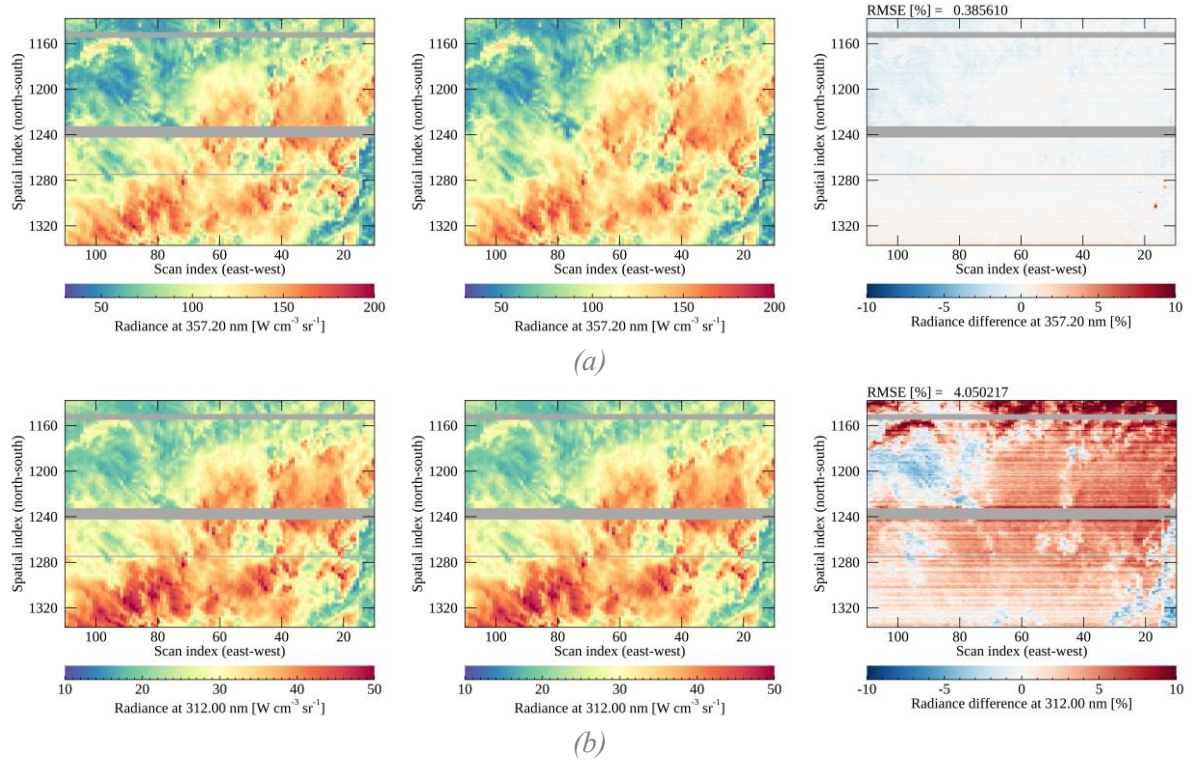 RMSE [%] = 0.385610
Spatial index (north-south)
1160
1200
1240
1280
1320
100 80 60 40 20
Scan index (east-west)
50 100 150 200
Radiance at 357.20 nm [W cm⁻³ sr⁻¹]
Spatial index (north-south)
1160
1200
1240
1280
1320
100 80 60 40 20
Scan index (east-west)
50 100 150 200
Radiance at 357.20 nm [W cm⁻³ sr⁻¹]
Spatial index (north-south)
1160
1200
1240
1280
1320
100 80 60 40 20
Scan index (east-west)
-10 -5 0 5 10
Radiance difference at 357.20 nm [%]
(a)
RMSE [%] = 4.050217
Spatial index (north-south)
1160
1200
1240
1280
1320
100 80 60 40 20
Scan index (east-west)
10 20 30 40 50
Radiance at 312.00 nm [W cm⁻³ sr⁻¹]
Spatial index (north-south)
1160
1200
1240
1280
1320
100 80 60 40 20
Scan index (east-west)
10 20 30 40 50
Radiance at 312.00 nm [W cm⁻³ sr⁻¹]
Spatial index (north-south)
1160
1200
1240
1280
1320
100 80 60 40 20
Scan index (east-west)
-10 -5 0 5 10
Radiance difference at 312.00 nm [%]
(b)